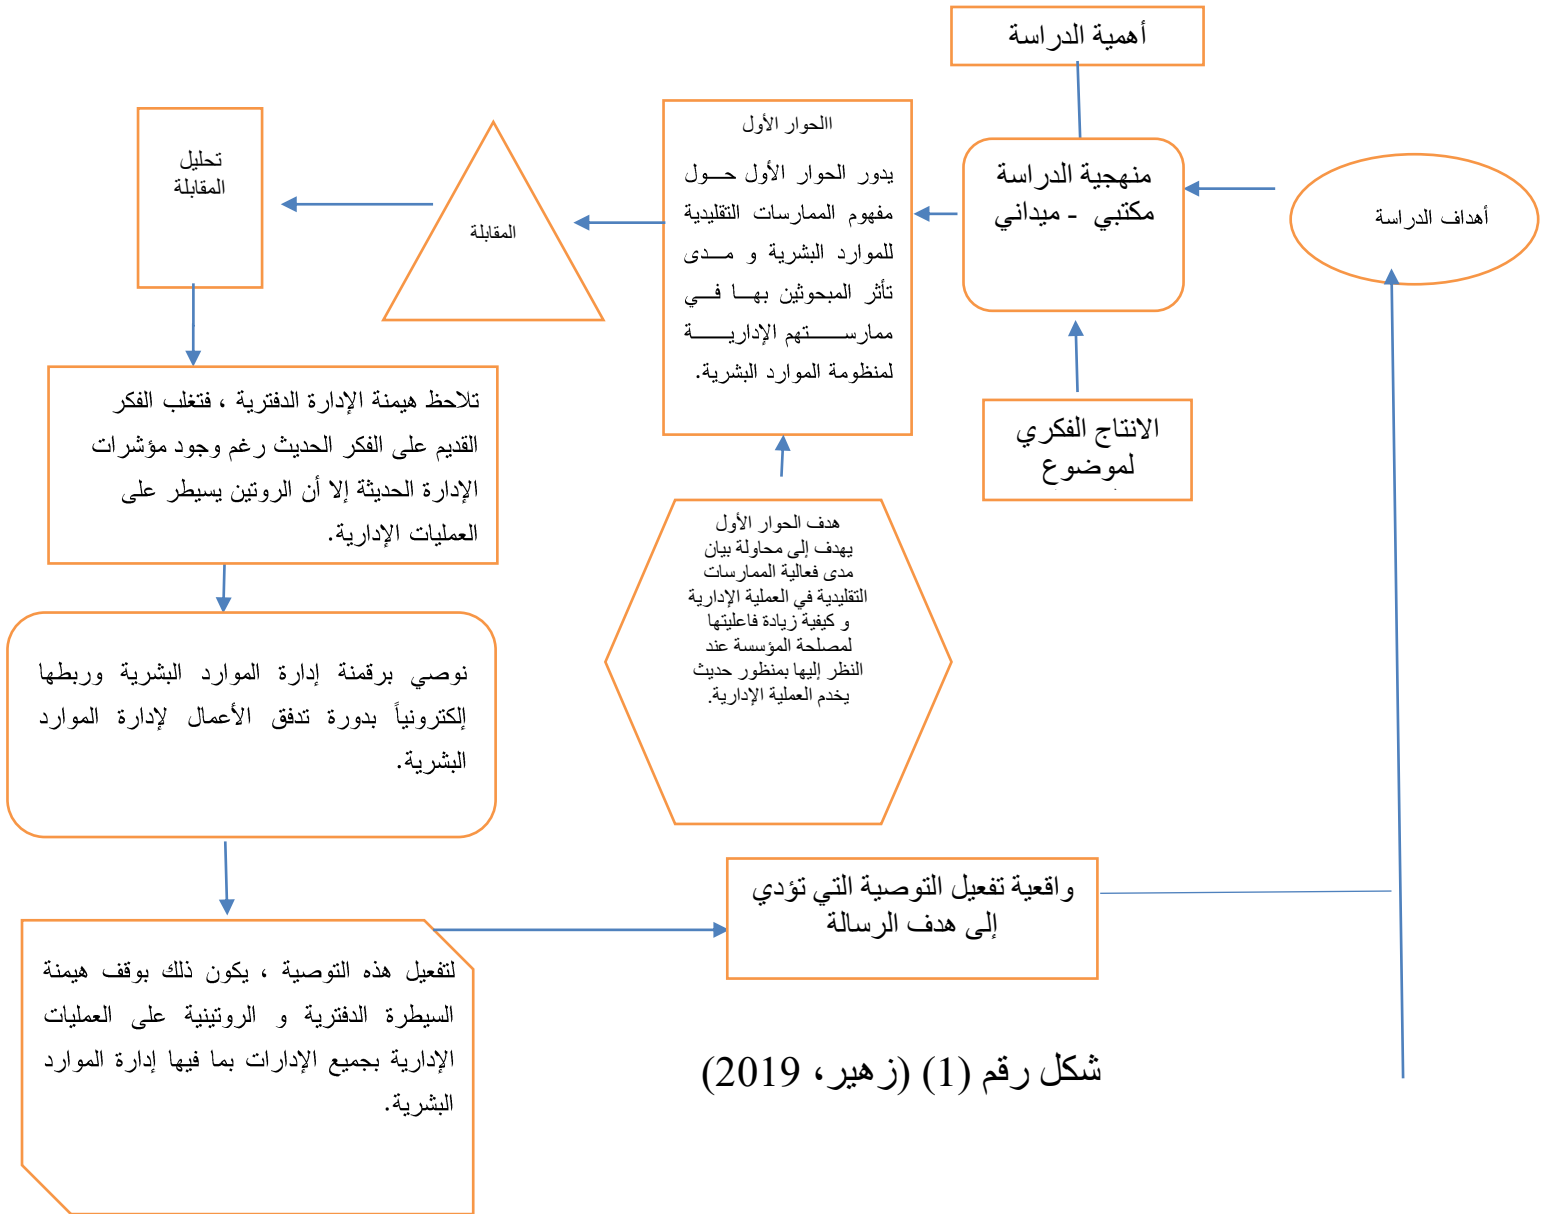 أهمية الدراسة
أهداف الدراسة
منهجية الدراسة
مكتبي - ميداني
الانتاج الفكري
لموضوع
االحوار الأول
يدور الحوار الأول حـــول
مفهوم الممارسات التقليدية
للموارد البشرية و مـــدى
تأثر المبحوثين بهـــا فـــي
ممارســــــتهم الإداريــــــة
لمنظومة الموارد البشرية.
هدف الحوار الأول
يهدف إلى محاولة بيان
مدى فعالية الممارسات
التقليدية في العملية الإدارية
و كيفية زيادة فاعليتها
لمصلحة المؤسسة عند
النظر إليها بمنظور حديث
يخدم العملية الإدارية.
المقابلة
تحليل
المقابلة
تلاحظ هيمنة الإدارة الدفترية ، فتغلب الفكر
القديم على الفكر الحديث رغم وجود مؤشرات
الإدارة الحديثة إلا أن الروتين يسيطر على
العمليات الإدارية.
نوصي برقمنة إدارة الموارد البشرية وربطها
إلكترونياً بدورة تدفق الأعمال لإدارة الموارد
البشرية.
لتفعيل هذه التوصية ، يكون ذلك بوقف هيمنة
السيطرة الدفترية و الروتينية على العمليات
الإدارية بجميع الإدارات بما فيها إدارة الموارد
البشرية.
واقعية تفعيل التوصية التي تؤدي
إلى هدف الرسالة
شكل رقم (1) (زهير، 2019)